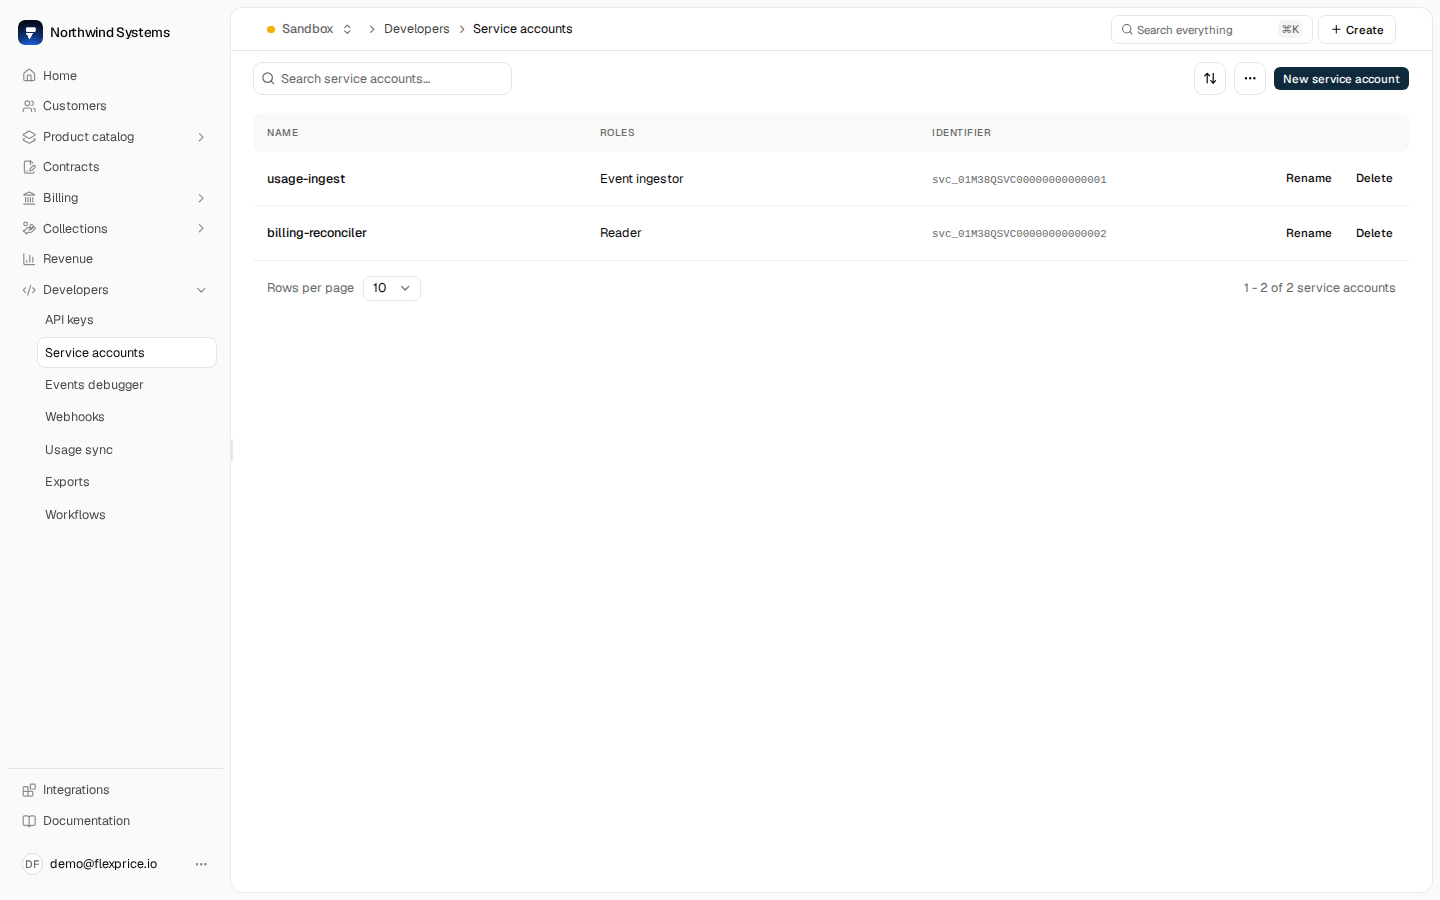 Northwind Systems
Home
Customers
Product catalog
Contracts
Billing
Collections
Revenue
Developers
API keys
Service accounts
Events debugger
Webhooks
Usage sync
Exports
Workflows
Integrations
Documentation
DF demo@flexprice.io
Sandbox Developers Service accounts
Search everything ⌘K
Create
Search service accounts...
New service account
NAME ROLES IDENTIFIER
usage-ingest Event ingestor svc_01M38QSVC00000000000001 Rename Delete
billing-reconciler Reader svc_01M38QSVC00000000000002 Rename Delete
Rows per page 10 1 - 2 of 2 service accounts